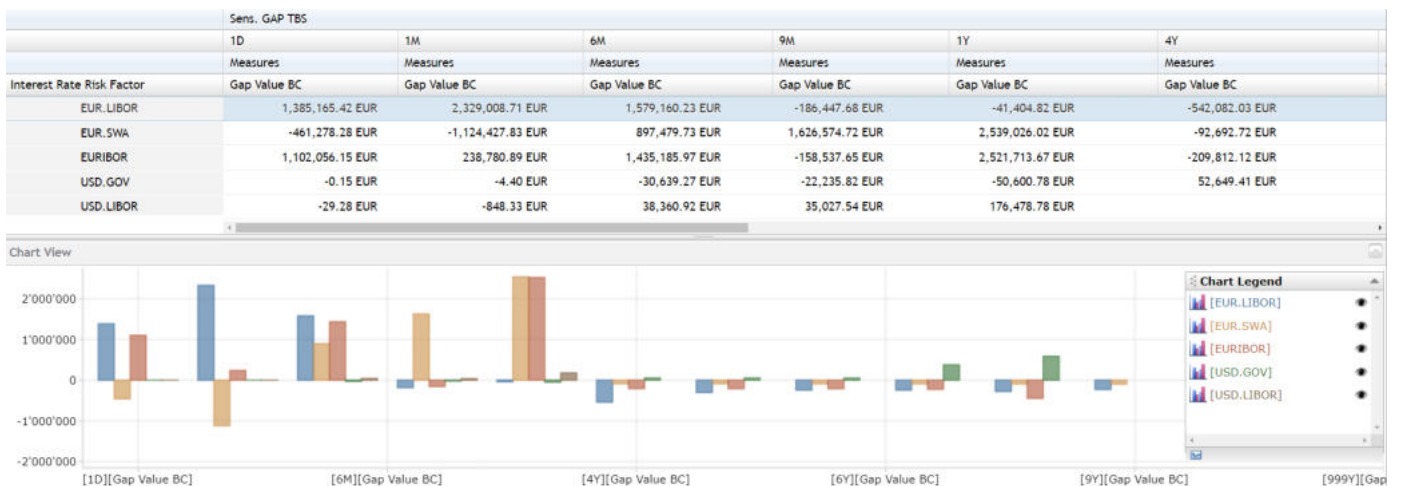 Sens. GAP TBS
1D 1M 6M 9M 1Y 4Y
Measures Measures Measures Measures Measures Measures
Interest Rate Risk Factor Gap Value BC Gap Value BC Gap Value BC Gap Value BC Gap Value BC Gap Value BC
EUR.LIBOR 1,385,165.42 EUR 2,329,008.71 EUR 1,579,160.23 EUR -186,447.68 EUR -41,404.82 EUR -542,082.03 EUR
EUR.SWA -461,278.28 EUR -1,124,427.83 EUR 897,479.73 EUR 1,626,574.72 EUR 2,539,026.02 EUR -92,692.72 EUR
EURIBOR 1,102,056.15 EUR 238,780.89 EUR 1,435,185.97 EUR -158,537.65 EUR 2,521,713.67 EUR -209,812.12 EUR
USD.GOV -0.15 EUR -4.40 EUR -30,639.27 EUR -22,235.82 EUR -50,600.78 EUR 52,649.41 EUR
USD.LIBOR -29.28 EUR -848.33 EUR 38,360.92 EUR 35,027.54 EUR 176,478.78 EUR
Chart View
2'000'000
1'000'000
0
-1'000'000
-2'000'000
[1D][Gap Value BC] [6M][Gap Value BC] [4Y][Gap Value BC] [6Y][Gap Value BC] [9Y][Gap Value BC] [999Y][Gap
Chart Legend
[EUR.LIBOR]
[EUR.SWA]
[EURIBOR]
[USD.GOV]
[USD.LIBOR]